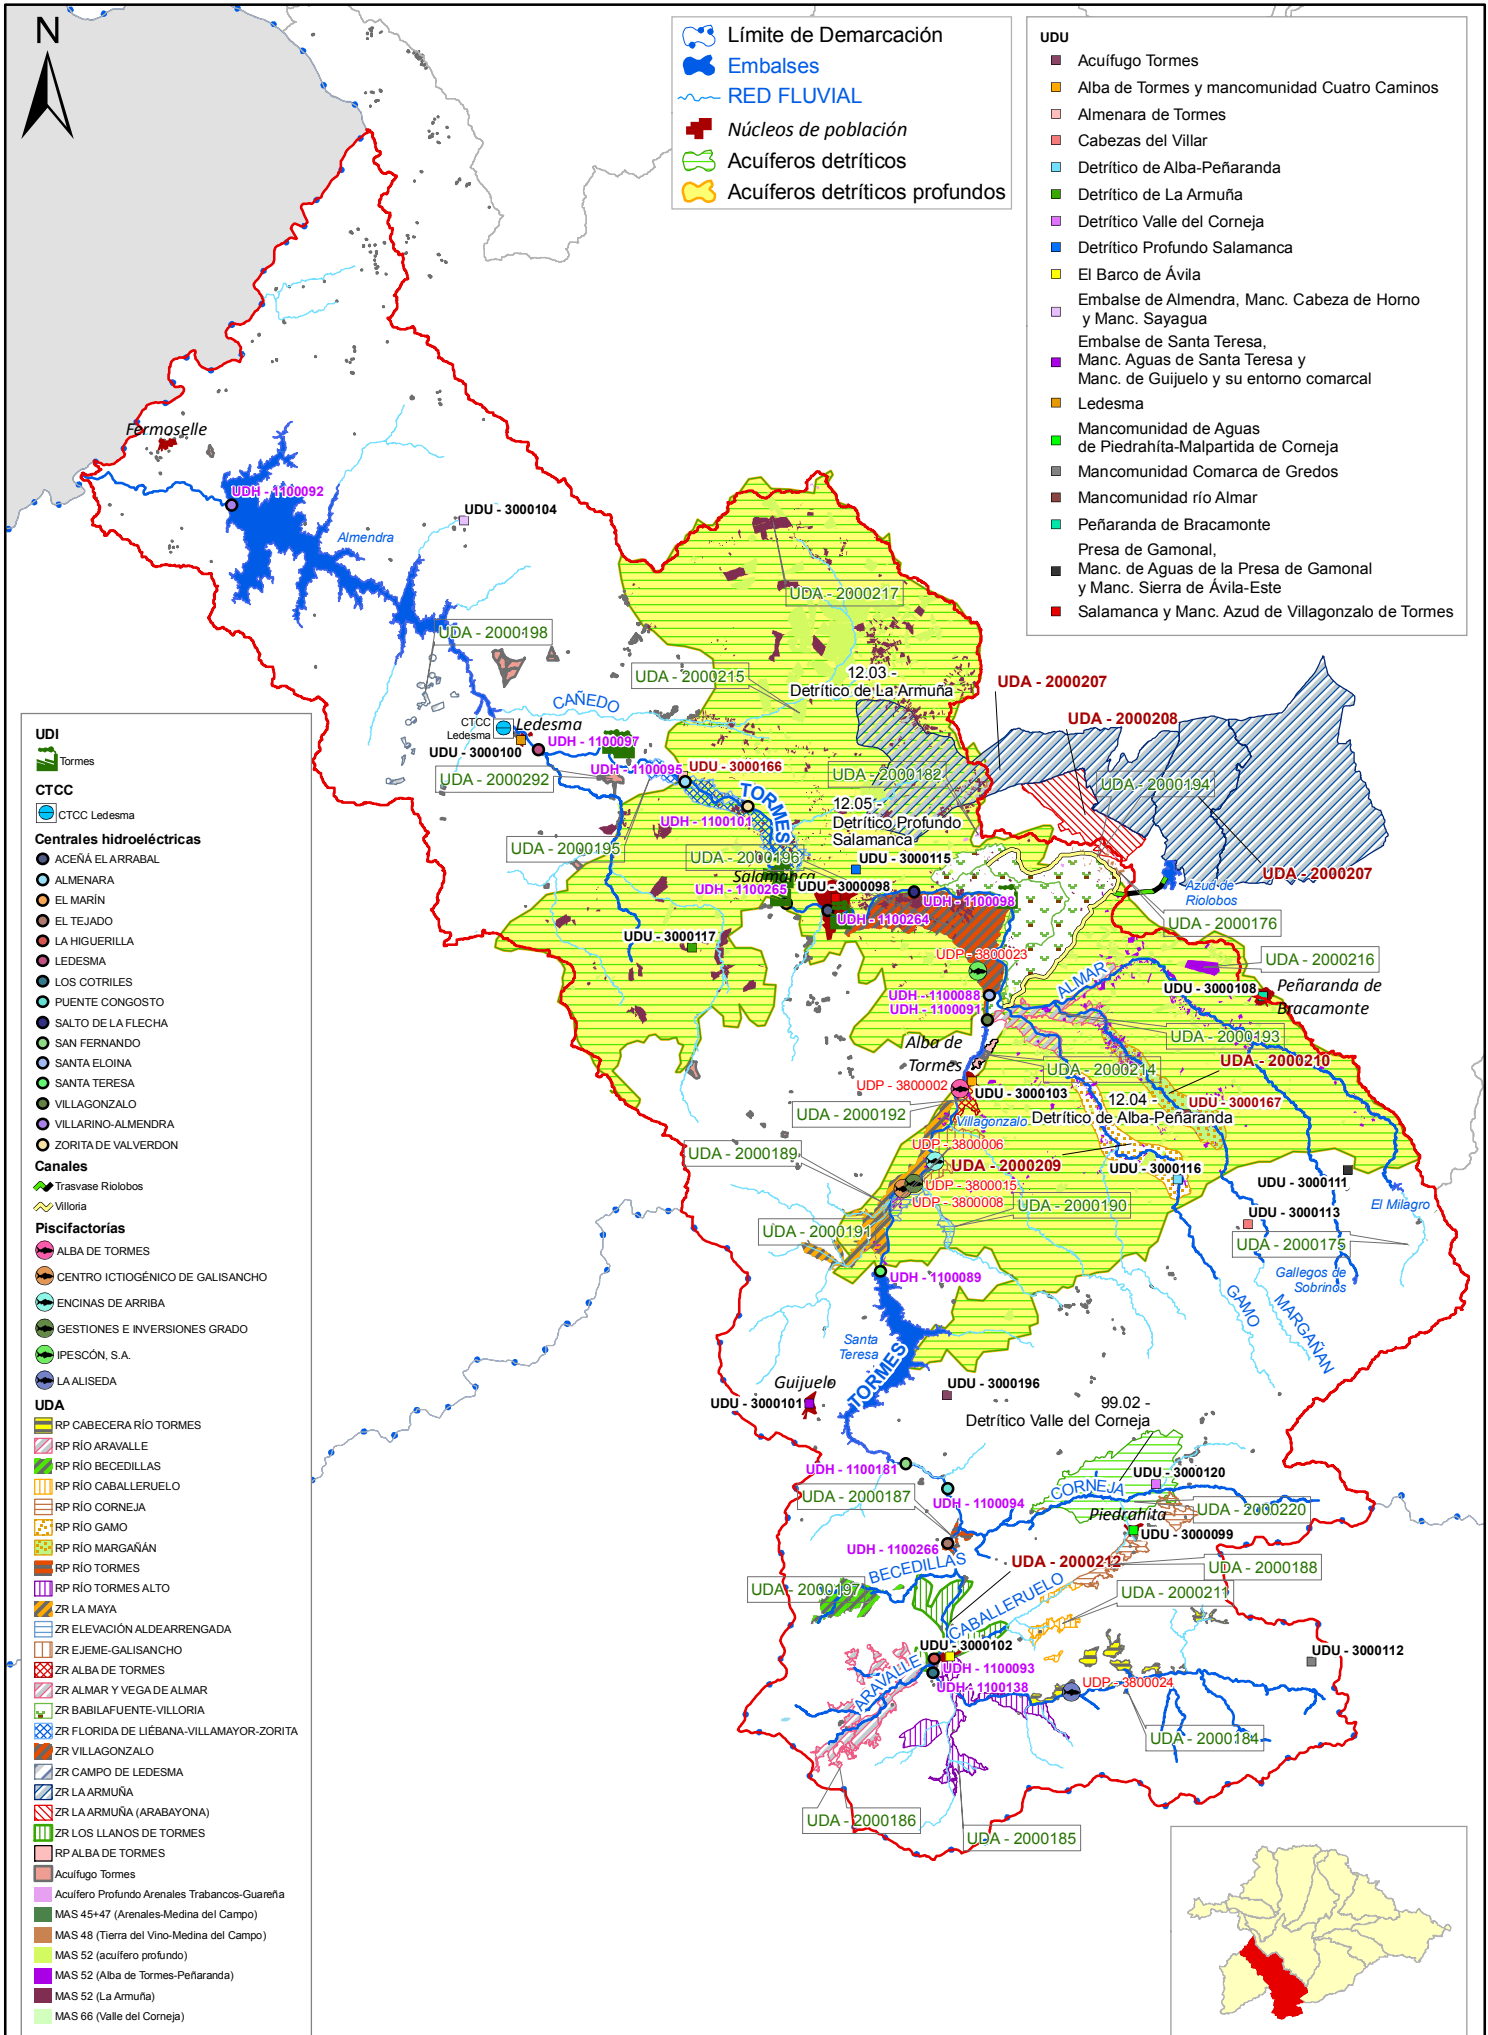 N
Límite de Demarcación
Embalses
RED FLUVIAL
Núcleos de población
Acuíferos detríticos
Acuíferos detríticos profundos
UDU
Acuífugo Tormes
Alba de Tormes y mancomunidad Cuatro Caminos
Almenara de Tormes
Cabezas del Villar
Detrítico de Alba-Peñaranda
Detrítico de La Armuña
Detrítico Valle del Corneja
Detrítico Profundo Salamanca
El Barco de Ávila
Embalse de Almendra, Manc. Cabeza de Horno
y Manc. Sayagua
Embalse de Santa Teresa,
Manc. Aguas de Santa Teresa y
Manc. de Guijuelo y su entorno comarcal
Ledesma
Mancomunidad de Aguas
de Piedrahíta-Malpartida de Corneja
Mancomunidad Comarca de Gredos
Mancomunidad río Almar
Peñaranda de Bracamonte
Presa de Gamonal,
Manc. de Aguas de la Presa de Gamonal
y Manc. Sierra de Ávila-Este
Salamanca y Manc. Azud de Villagonzalo de Tormes
Fermoselle
UDH - 1100092
UDU - 3000104
Almendra
UDA - 2000217
UDA - 2000198
UDA - 2000215
12.03 -
Detrítico de La Armuña
UDA - 2000207
UDA - 2000208
CAÑEDO
CTCC
Ledesma
Ledesma
UDU - 3000100
UDH - 1100097
UDH - 1100095
UDU - 3000166
UDA - 2000292
UDA - 2000182
UDA - 2000194
TORMES
12.05 -
Detrítico Profundo
Salamanca
UDH - 1100101
UDA - 2000195
UDA - 2000196
UDU - 3000115
UDA - 2000207
Salamanca
UDH - 1100265
UDU - 3000098
UDH - 1100098
UDH - 1100264
Azud de
Riolobos
UDA - 2000176
UDU - 3000117
UDP - 3800023
UDA - 2000216
ALMAR
UDH - 1100088
UDU - 3000108
Peñaranda de
Bracamonte
UDH - 1100091
UDA - 2000193
Alba de
Tormes
UDA - 2000210
UDA - 2000214
UDP - 3800002
UDU - 3000103
12.04 -
Detrítico de Alba-Peñaranda
UDU - 3000167
UDA - 2000192
Villagonzalo
UDP - 3800006
UDA - 2000189
UDA - 2000209
UDU - 3000116
UDU - 3000111
UDP - 3800015
UDP - 3800008
UDA - 2000190
El Milagro
UDU - 3000113
UDA - 2000191
UDA - 2000175
UDH - 1100089
Gallegos de
Sobrinos
GAMO
MARGAÑAN
Santa
Teresa
TORMES
Guijuelo
UDU - 3000101
UDU - 3000196
99.02 -
Detrítico Valle del Corneja
UDH - 1100181
UDU - 3000120
UDA - 2000187
UDH - 1100094
CORNEJA
UDA - 2000220
Piedrahíta
UDU - 3000099
UDH - 1100266
UDA - 2000212
UDA - 2000188
BECEDILLAS
UDA - 2000197
UDA - 2000211
CABALLERUELO
UDU - 3000102
UDU - 3000112
UDH - 1100093
ARAVALLE
UDH - 1100138
UDP - 3800024
UDA - 2000184
UDA - 2000186
UDA - 2000185
UDI
Tormes
CTCC
CTCC Ledesma
Centrales hidroeléctricas
ACEÑÁ EL ARRABAL
ALMENARA
EL MARÍN
EL TEJADO
LA HIGUERILLA
LEDESMA
LOS COTRILES
PUENTE CONGOSTO
SALTO DE LA FLECHA
SAN FERNANDO
SANTA ELOINA
SANTA TERESA
VILLAGONZALO
VILLARINO-ALMENDRA
ZORITA DE VALVERDON
Canales
Trasvase Riolobos
Villoria
Piscifactorías
ALBA DE TORMES
CENTRO ICTIOGÉNICO DE GALISANCHO
ENCINAS DE ARRIBA
GESTIONES E INVERSIONES GRADO
IPESCÓN, S.A.
LA ALISEDA
UDA
RP CABECERA RÍO TORMES
RP RÍO ARAVALLE
RP RÍO BECEDILLAS
RP RÍO CABALLERUELO
RP RÍO CORNEJA
RP RÍO GAMO
RP RÍO MARGAÑÁN
RP RÍO TORMES
RP RÍO TORMES ALTO
ZR LA MAYA
ZR ELEVACIÓN ALDEARRENGADA
ZR EJEME-GALISANCHO
ZR ALBA DE TORMES
ZR ALMAR Y VEGA DE ALMAR
ZR BABILAFUENTE-VILLORIA
ZR FLORIDA DE LIÉBANA-VILLAMAYOR-ZORITA
ZR VILLAGONZALO
ZR CAMPO DE LEDESMA
ZR LA ARMUÑA
ZR LA ARMUÑA (ARABAYONA)
ZR LOS LLANOS DE TORMES
RP ALBA DE TORMES
Acuífugo Tormes
Acuífero Profundo Arenales Trabancos-Guareña
MAS 45+47 (Arenales-Medina del Campo)
MAS 48 (Tierra del Vino-Medina del Campo)
MAS 52 (acuífero profundo)
MAS 52 (Alba de Tormes-Peñaranda)
MAS 52 (La Armuña)
MAS 66 (Valle del Corneja)